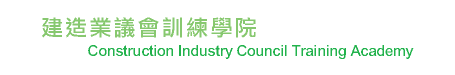 建造業議會訓練學院
Construction Industry Council Training Academy